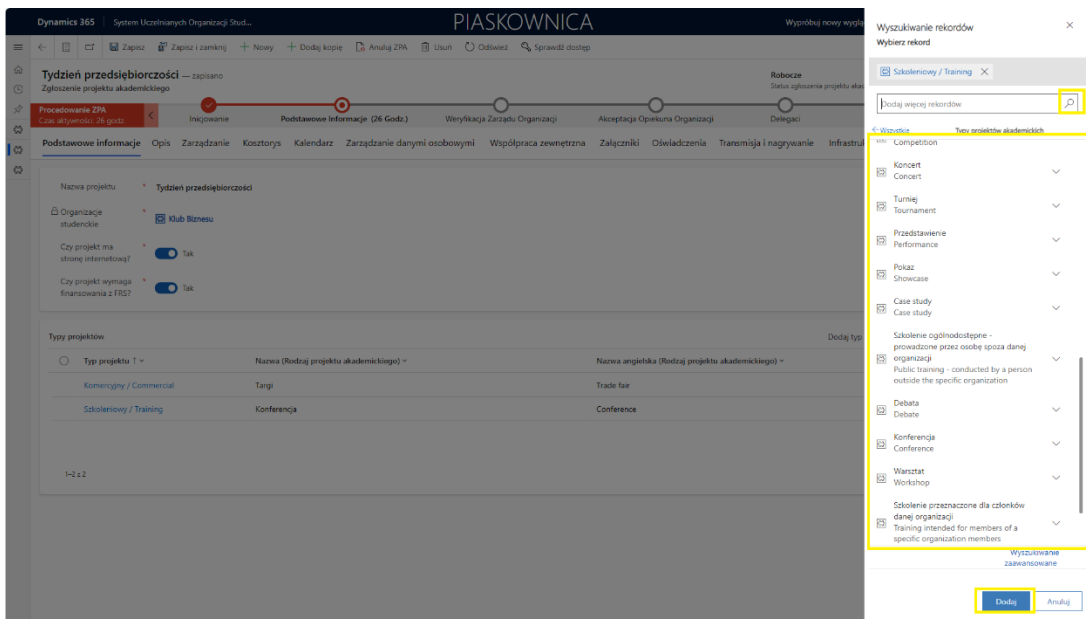 Dynamics 365 System Uczelnianych Organizacji Stud... PIASKOWNICA Wypróbuj nowy wyglą
Zapisz Zapisz i zamknij Nowy Dodaj kopię Anuluj ZPA Usuń Odśwież Sprawdź dostęp
Tydzień przedsiębiorczości — zapisano
Zgłoszenie projektu akademickiego
Robocze
Status zgłoszenia projektu akad
Procedowanie ZPA
Czas aktywności: 26 godz.
Inicjowanie Podstawowe Informacje (26 Godz.) Weryfikacja Zarządu Organizacji Akceptacja Opiekuna Organizacji Delegaci
Podstawowe informacje Opis Zarządzanie Kosztorys Kalendarz Zarządzanie danymi osobowymi Współpraca zewnętrzna Załączniki Oświadczenia Transmisja i nagrywanie Infrastruk
Nazwa projektu * Tydzień przedsiębiorczości
Organizacje
studenckie
* Klub Biznesu
Czy projekt ma
stronę internetową?
* Tak
Czy projekt wymaga
finansowania z FRS?
* Tak
Typy projektów Dodaj typ
Typ projektu ↑ Nazwa (Rodzaj projektu akademickiego) Nazwa angielska (Rodzaj projektu akademickiego)
Komercyjny / Commercial Targi Trade fair
Szkoleniowy / Training Konferencja Conference
1–2 z 2
Wyszukiwanie rekordów
Wybierz rekord
Szkoleniowy / Training
Dodaj więcej rekordów
Wszystkie Typy projektów akademickich
Competition
Koncert
Concert
Turniej
Tournament
Przedstawienie
Performance
Pokaz
Showcase
Case study
Case study
Szkolenie ogólnodostępne -
prowadzone przez osobę spoza danej
organizacji
Public training - conducted by a person
outside the specific organization
Debata
Debate
Konferencja
Conference
Warsztat
Workshop
Szkolenie przeznaczone dla członków
danej organizacji
Training intended for members of a
specific organization members
Wyszukiwanie
zaawansowane
Dodaj Anuluj